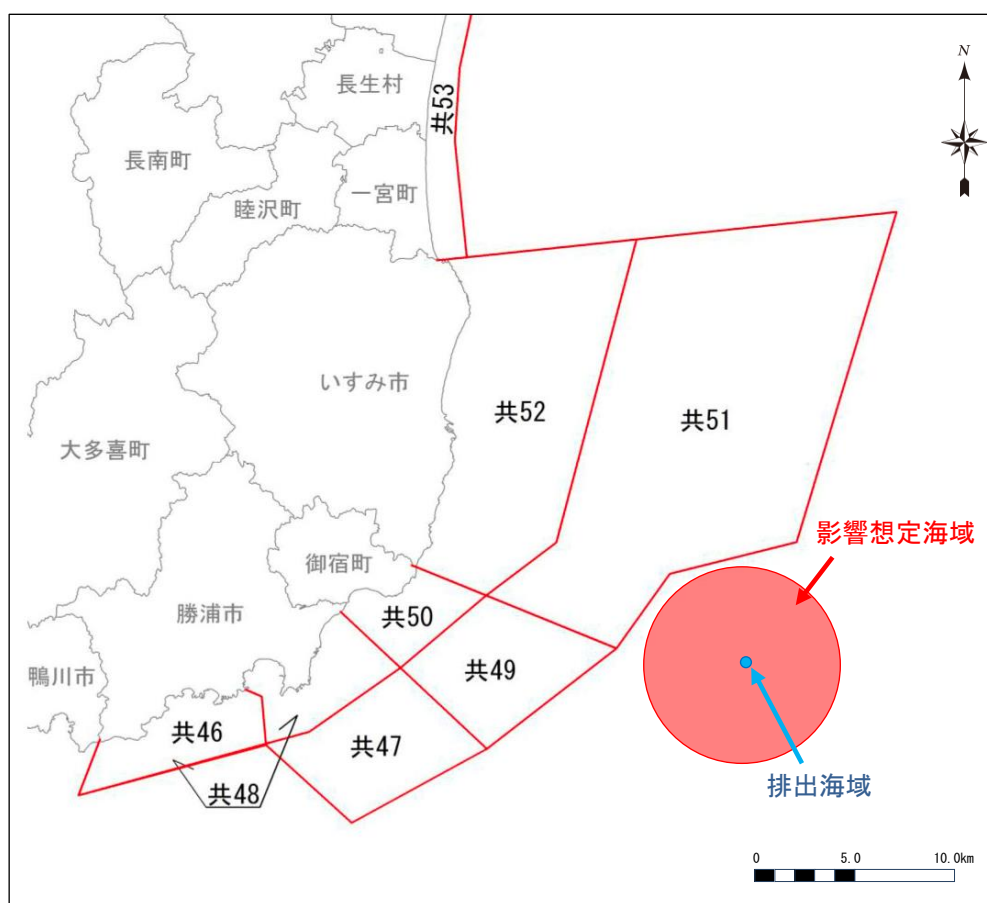 N
長生村
共53
長南町
睦沢町
一宮町
いすみ市
共52
共51
大多喜町
影響想定海域
御宿町
勝浦市
共50
鴨川市
共49
共46
共47
共48
排出海域
0 5.0 10.0km